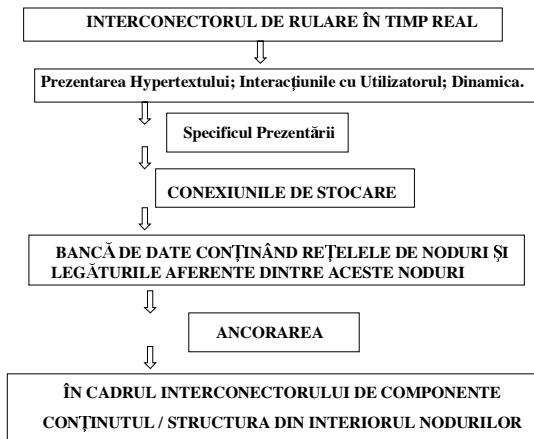 INTERCONECTORUL DE RULARE ÎN TIMP REAL
Prezentarea Hypertextului; Interacțiunile cu Utilizatorul; Dinamica.
Specificul Prezentării
CONEXIUNILE DE STOCARE
BANCĂ DE DATE CONȚINÂND REȚELELE DE NODURI ȘI
LEGĂTURILE AFERENTE DINTRE ACESTE NODURI
ANCORAREA
ÎN CADRUL INTERCONECTORULUI DE COMPONENTE
CONȚINUTUL / STRUCTURA DIN INTERIORUL NODURILOR